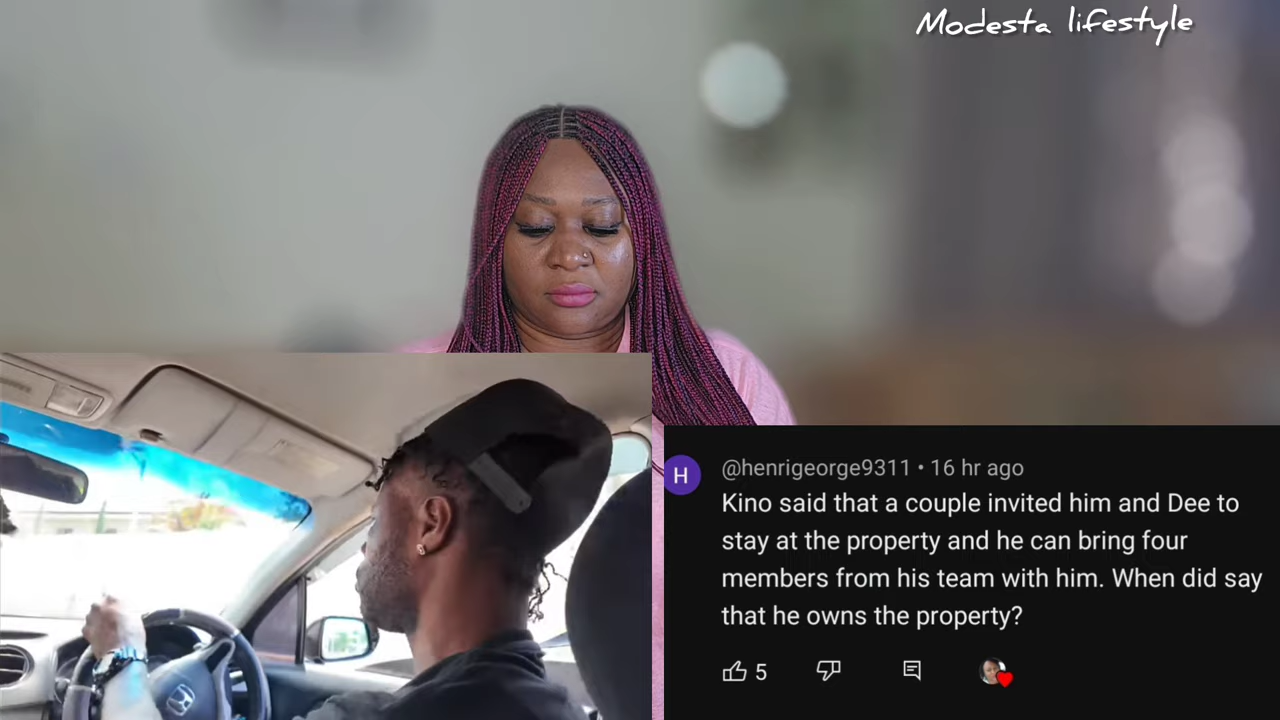 Modesta lifestyle
H
@henrigeorge9311 • 16 hr ago
Kino said that a couple invited him and Dee to
stay at the property and he can bring four
members from his team with him. When did say
that he owns the property?
5